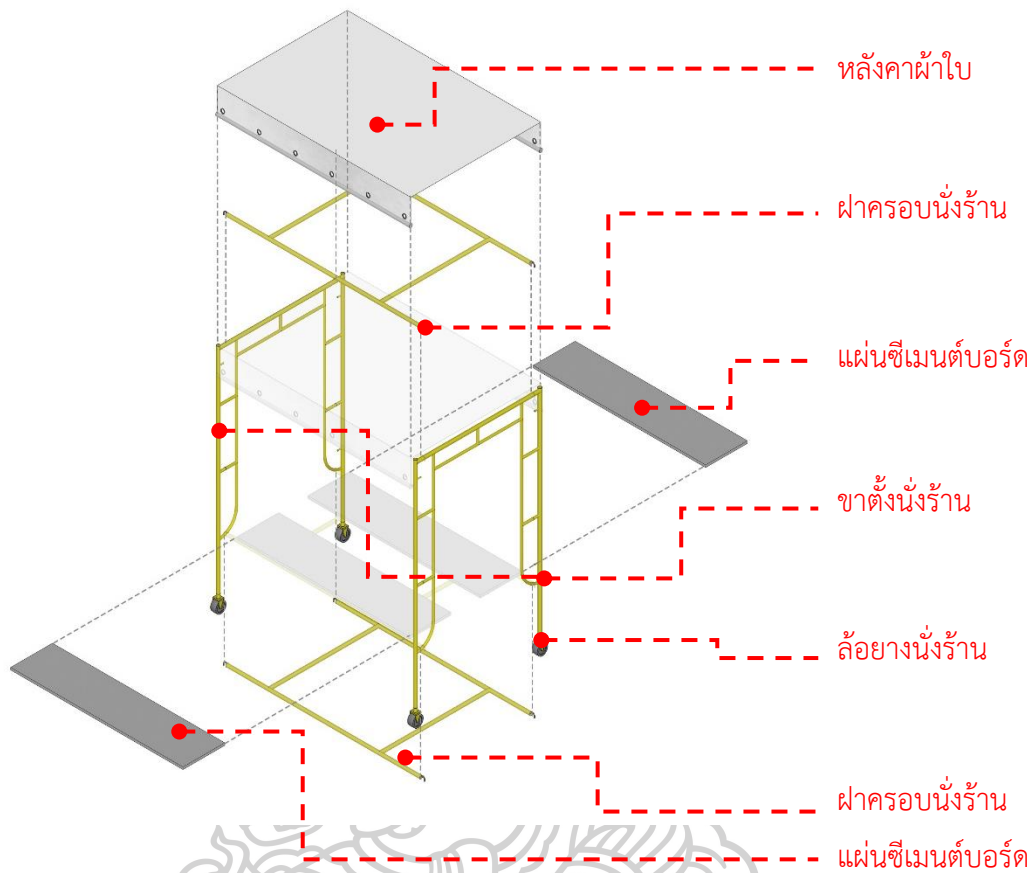 หลังคาผ้าใบ
ฝาครอบนั่งร้าน
แผ่นซีเมนต์บอร์ด
ขาตั้งนั่งร้าน
ล้อยางนั่งร้าน
ฝาครอบนั่งร้าน
แผ่นซีเมนต์บอร์ด